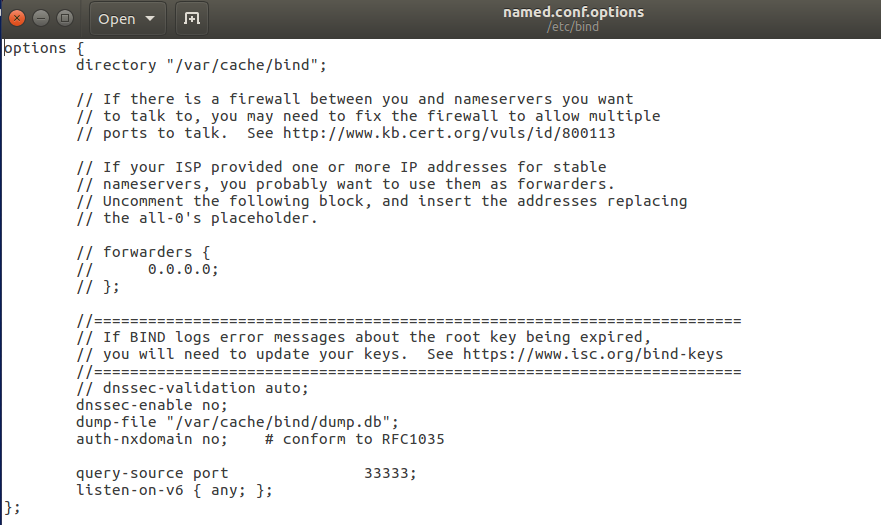 Open
named.conf.options
/etc/bind
options {
        directory "/var/cache/bind";

        // If there is a firewall between you and nameservers you want
        // to talk to, you may need to fix the firewall to allow multiple
        // ports to talk.  See http://www.kb.cert.org/vuls/id/800113

        // If your ISP provided one or more IP addresses for stable
        // nameservers, you probably want to use them as forwarders.
        // Uncomment the following block, and insert the addresses replacing
        // the all-0's placeholder.

        // forwarders {
        //      0.0.0.0;
        // };

        //========================================================================
        // If BIND logs error messages about the root key being expired,
        // you will need to update your keys.  See https://www.isc.org/bind-keys
        //========================================================================
        // dnssec-validation auto;
        dnssec-enable no;
        dump-file "/var/cache/bind/dump.db";
        auth-nxdomain no;    # conform to RFC1035

        query-source port               33333;
        listen-on-v6 { any; };
};